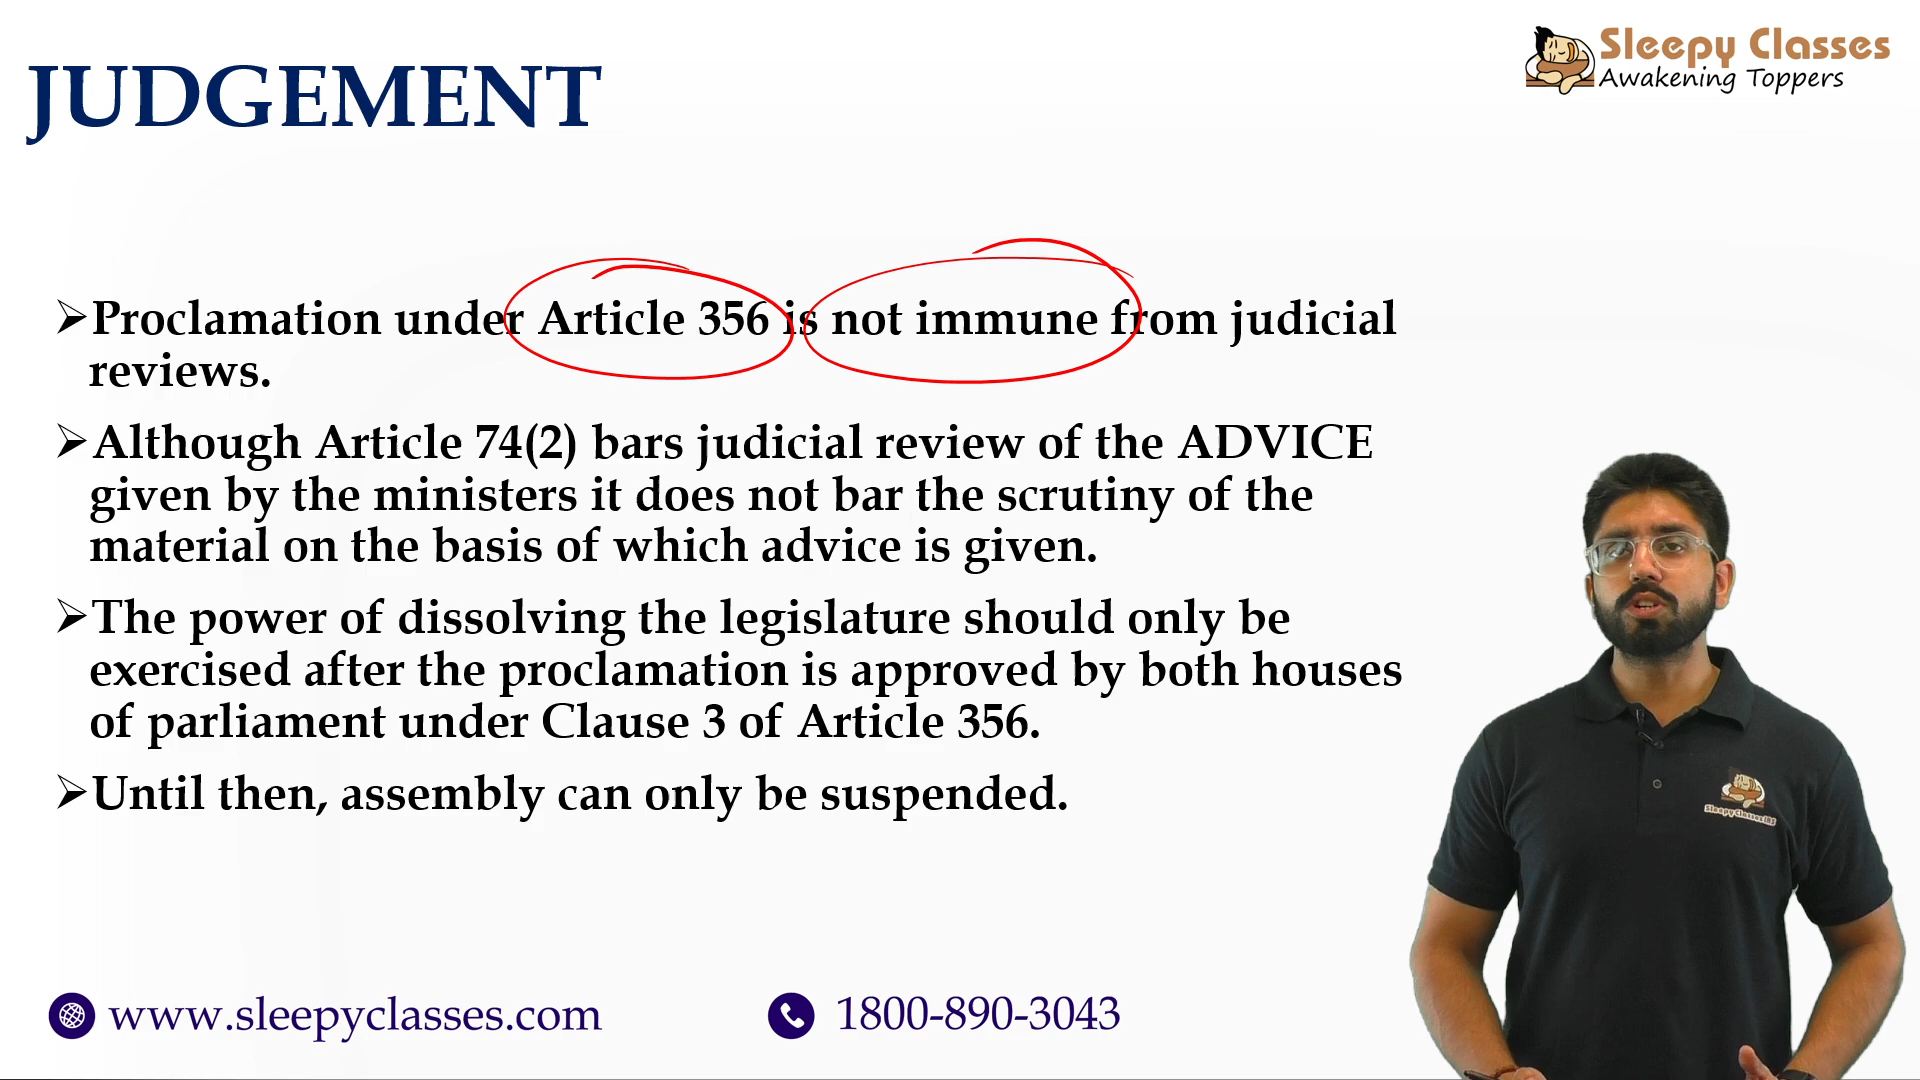 Sleepy Classes
Awakening Toppers
JUDGEMENT
➢Proclamation under Article 356 is not immune from judicial
reviews.
➢Although Article 74(2) bars judicial review of the ADVICE
given by the ministers it does not bar the scrutiny of the
material on the basis of which advice is given.
➢The power of dissolving the legislature should only be
exercised after the proclamation is approved by both houses
of parliament under Clause 3 of Article 356.
➢Until then, assembly can only be suspended.
Sleepy Classes IAS
www.sleepyclasses.com
1800-890-3043